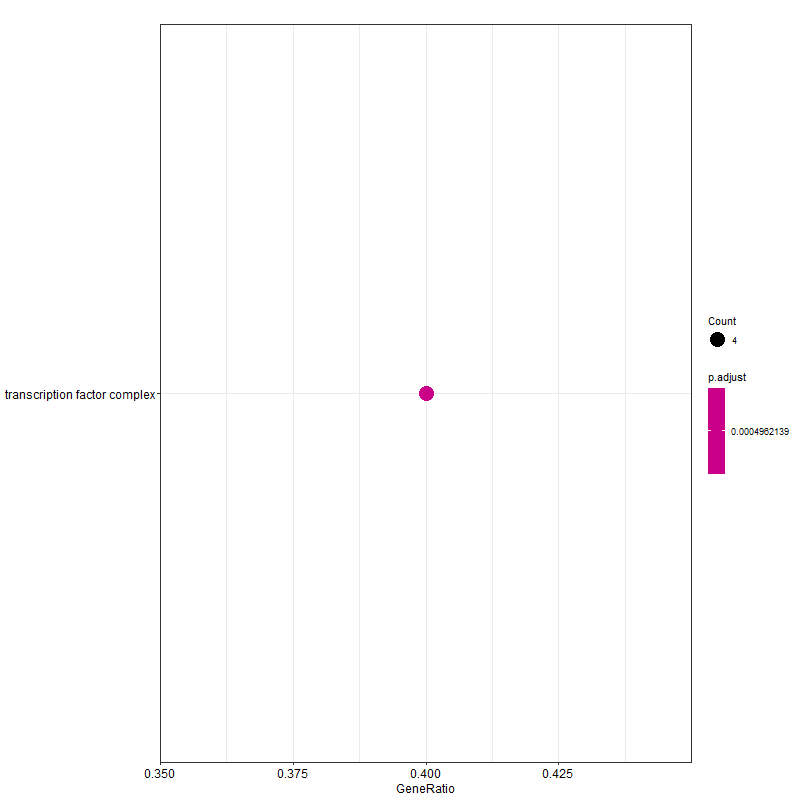 transcription factor complex
0.350
0.375
0.400
0.425
GeneRatio
Count
4
p.adjust
0.0004962139